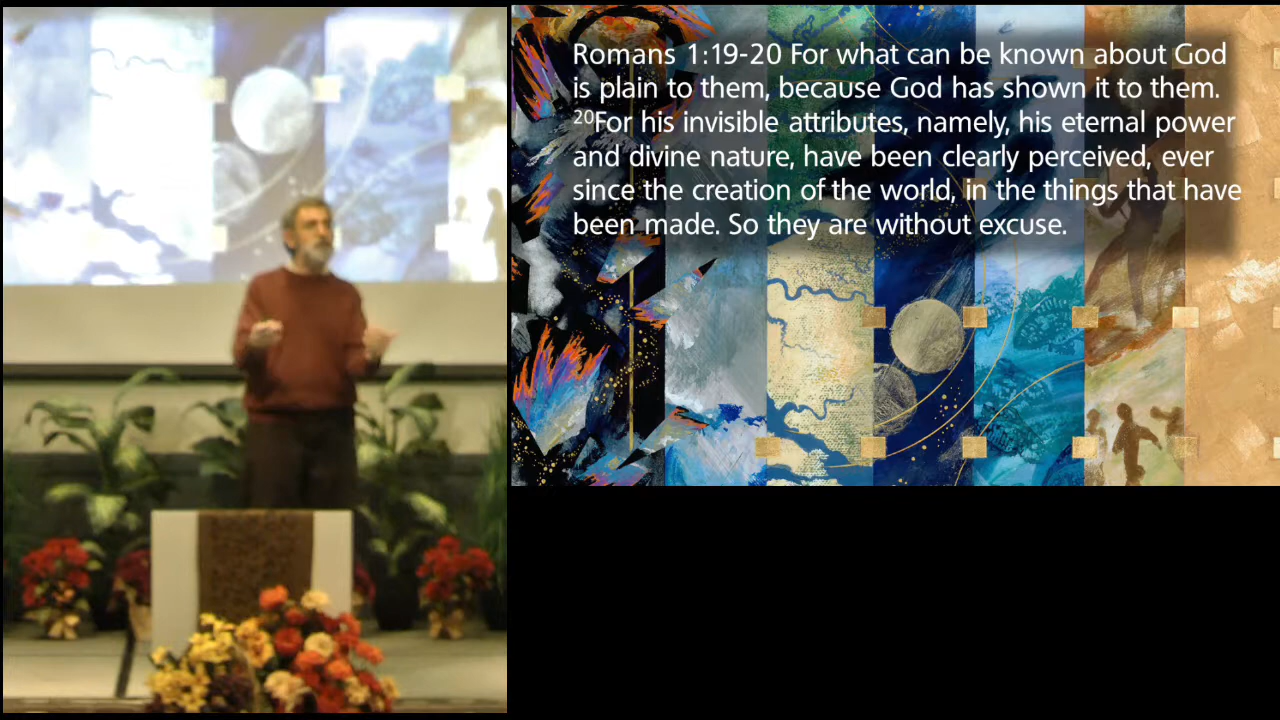 Romans 1:19-20 For what can be known about God
is plain to them, because God has shown it to them.
20For his invisible attributes, namely, his eternal power
and divine nature, have been clearly perceived, ever
since the creation of the world, in the things that have
been made. So they are without excuse.